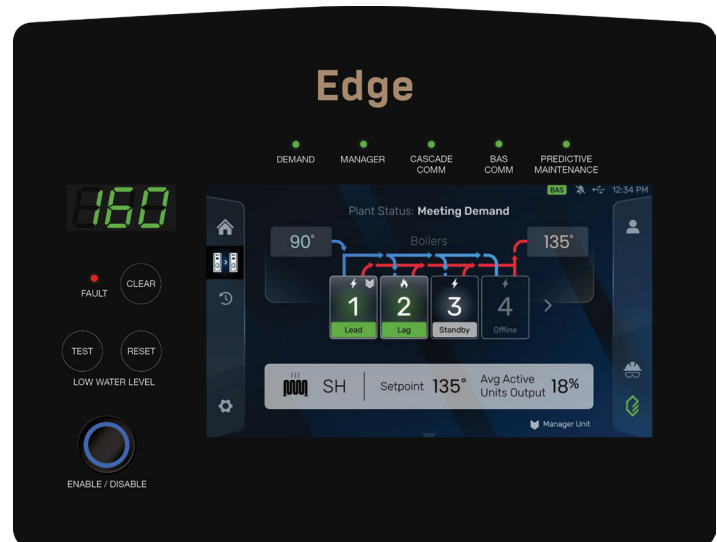 Edge
DEMAND
MANAGER
CASCADE
COMM
BAS
COMM
PREDICTIVE
MAINTENANCE
160
BAS
12:34 PM
Plant Status: Meeting Demand
90°
Boilers
135°
FAULT
CLEAR
1
2
3
4
Lead
Lag
Standby
Offline
TEST
RESET
LOW WATER LEVEL
SH
Setpoint 135°
Avg Active
Units Output 18%
Manager Unit
ENABLE / DISABLE